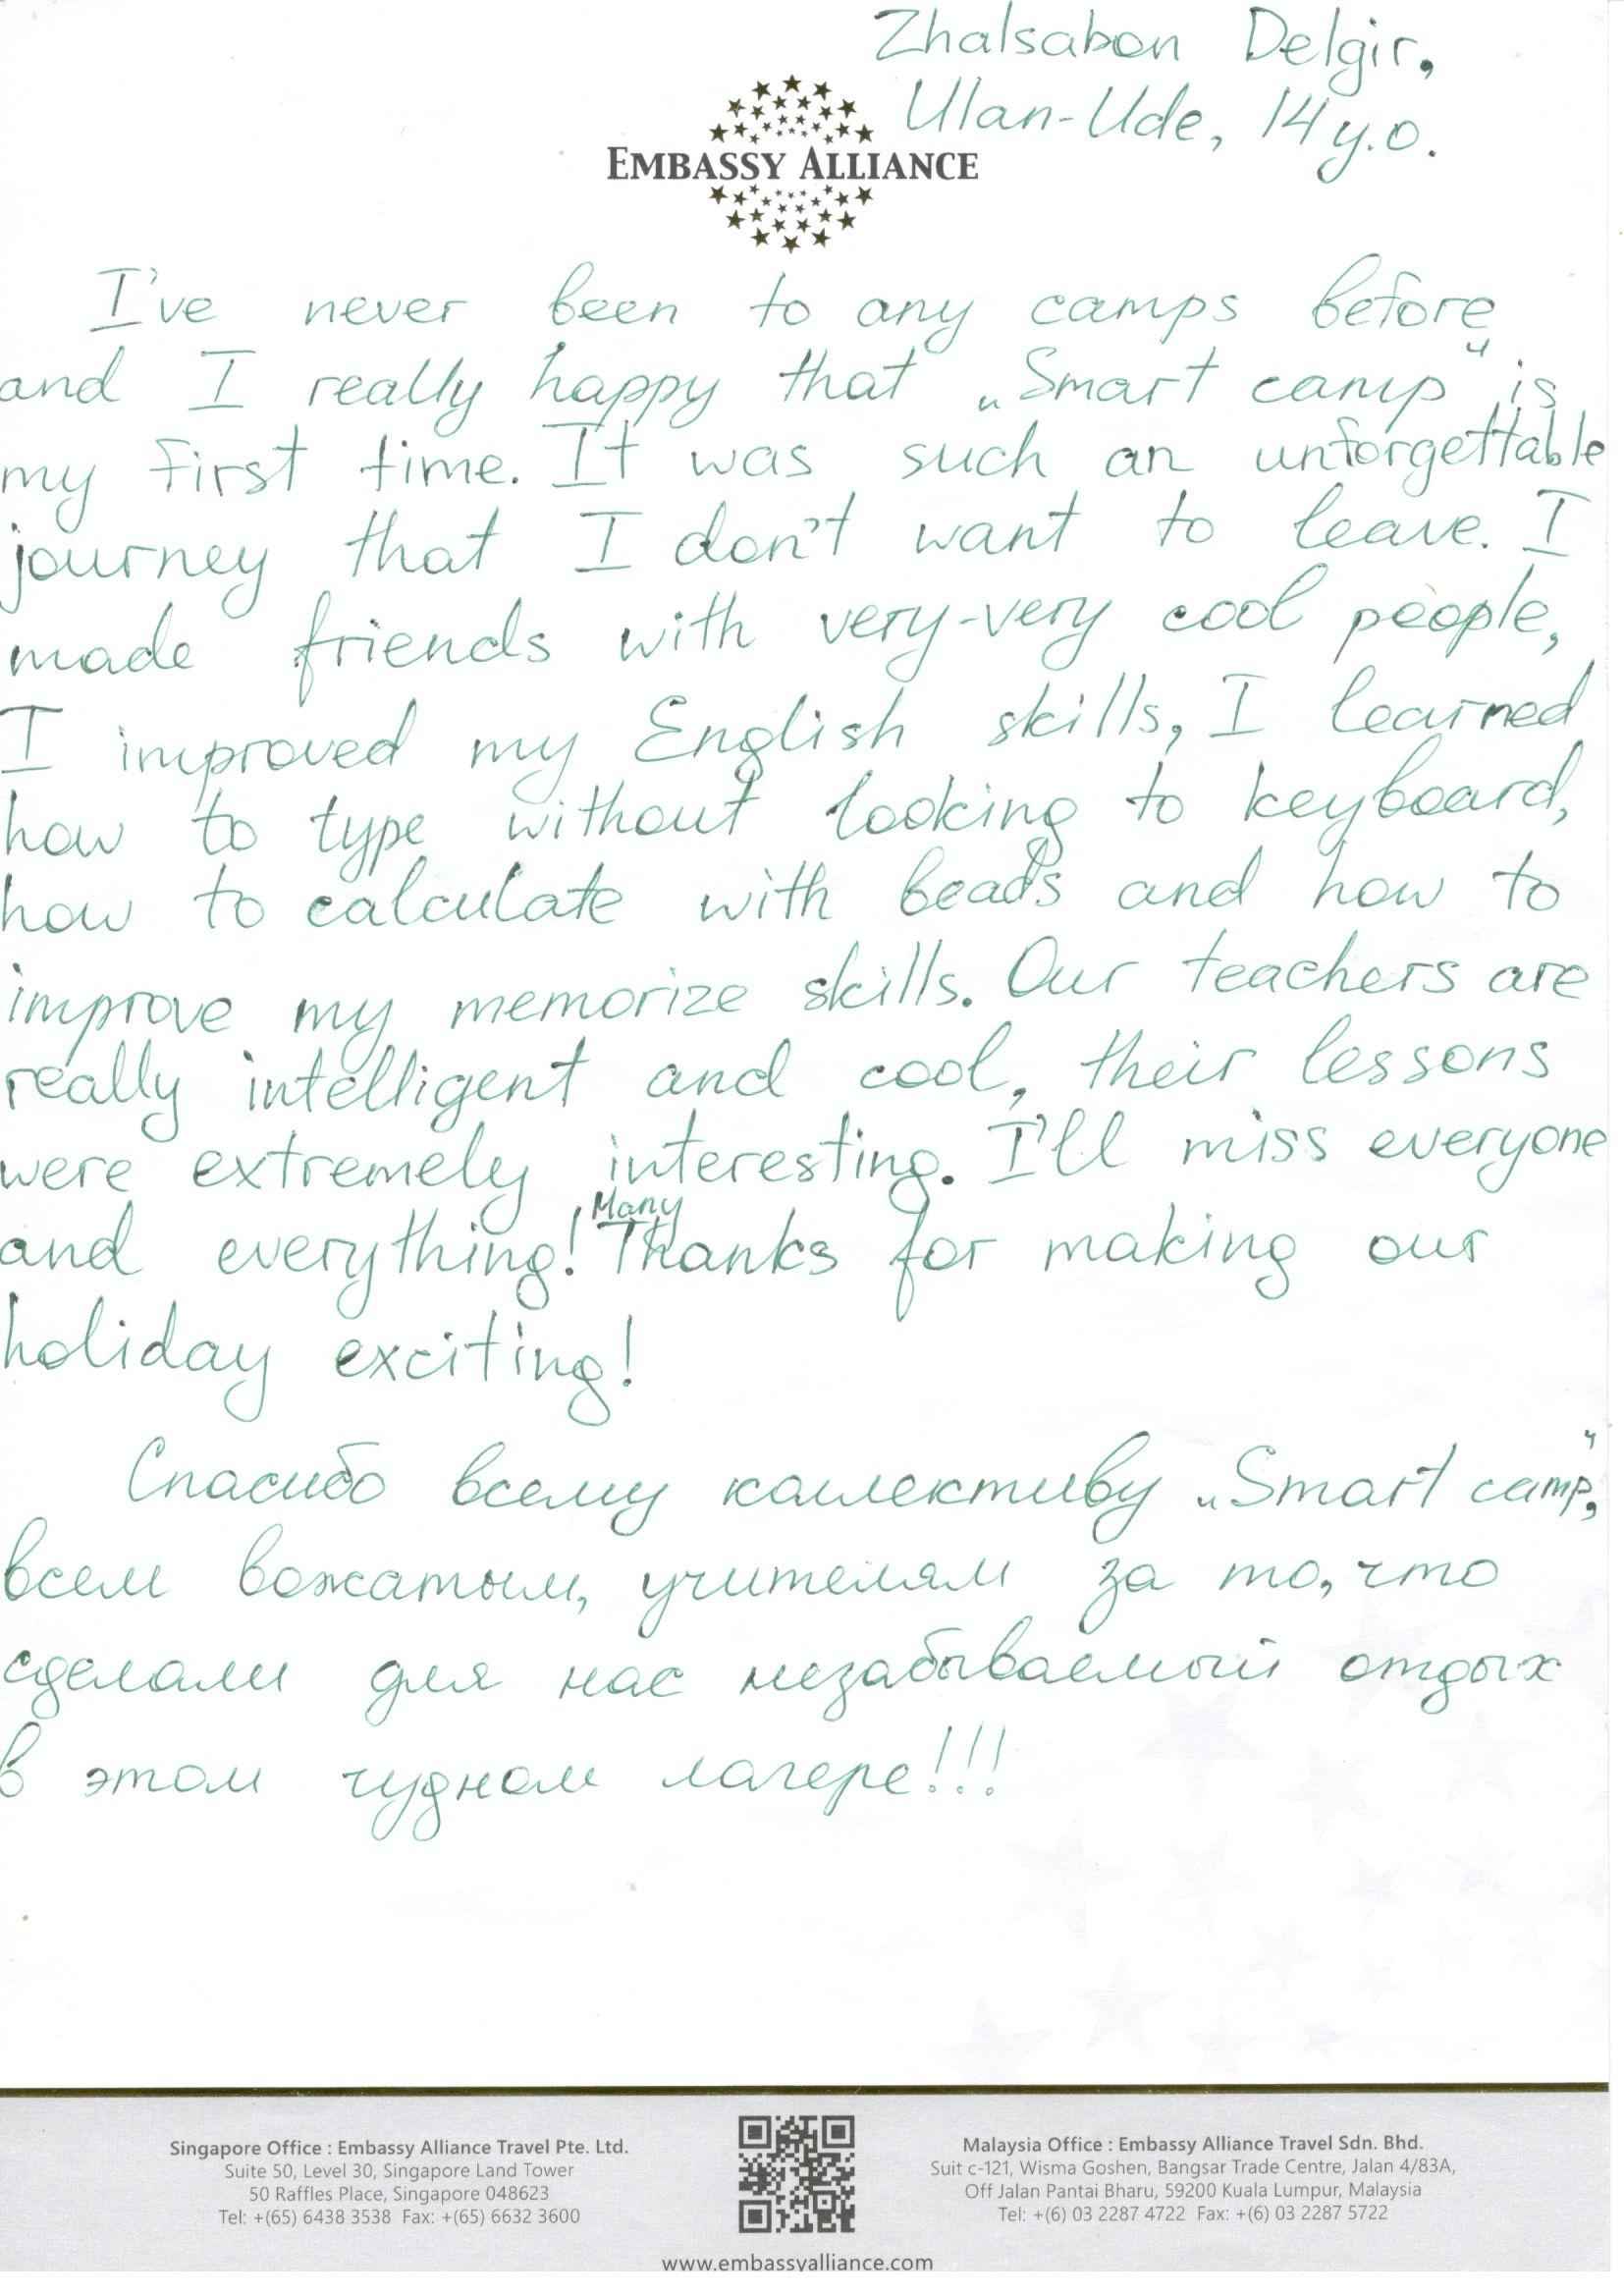 Zhalsabon Delgir,
Ulan-Ude, 14 y.o.
EMBASSY ALLIANCE
I've never been to any camps before
and I really happy that „Smart camp“ is
my first time. It was such an unforgettable
journey that I don't want to leave. I
made friends with very-very cool people,
I improved my English skills, I learned
how to type without looking to keyboard,
how to calculate with beads and how to
improve my memorize skills. Our teachers are
really intelligent and cool, their lessons
were extremely interesting. I'll miss everyone
and everything! Many Thanks for making our
holiday exciting!
Спасибо всему коллективу „Smart camp“,
всем вожатым, учителям за то, что
сделали для нас незабываемый отдых
в этом чудном лагере!!!
Singapore Office : Embassy Alliance Travel Pte. Ltd.
Suite 50, Level 30, Singapore Land Tower
50 Raffles Place, Singapore 048623
Tel: +(65) 6438 3538 Fax: +(65) 6632 3600
Malaysia Office : Embassy Alliance Travel Sdn. Bhd.
Suit c-121, Wisma Goshen, Bangsar Trade Centre, Jalan 4/83A,
Off Jalan Pantai Bharu, 59200 Kuala Lumpur, Malaysia
Tel: +(6) 03 2287 4722 Fax: +(6) 03 2287 5722
www.embassyalliance.com